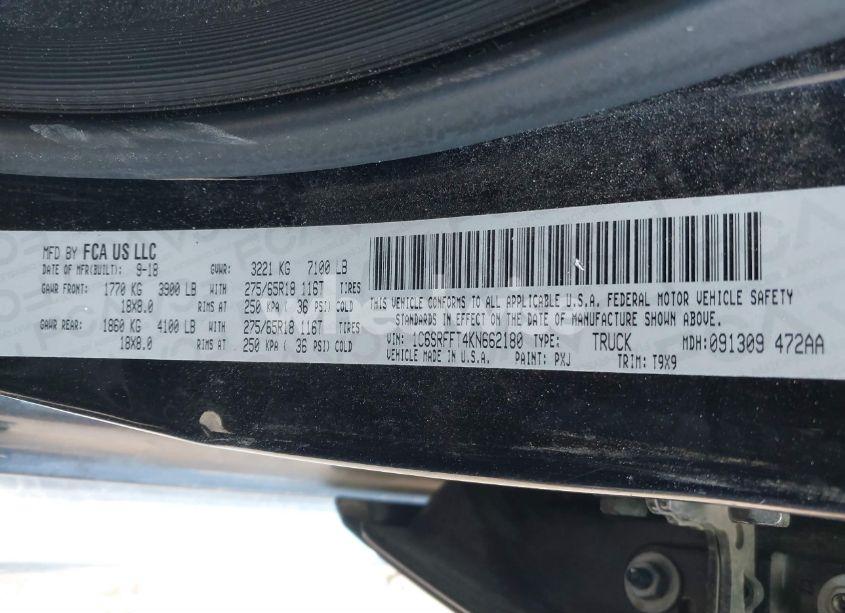 MFD BY FCA US LLC
DATE OF MFR(BUILT): 9-18 GVWR: 3221 KG 7100 LB
GAWR FRONT: 1770 KG 3900 LB WITH 275/65R18 116T TIRES
18X8.0 RIMS AT 250 KPA ( 36 PSI) COLD
GAWR REAR: 1860 KG 4100 LB WITH 275/65R18 116T TIRES
18X8.0 RIMS AT 250 KPA ( 36 PSI) COLD
THIS VEHICLE CONFORMS TO ALL APPLICABLE U.S.A. FEDERAL MOTOR VEHICLE SAFETY
STANDARDS IN EFFECT ON THE DATE OF MANUFACTURE SHOWN ABOVE.
VIN: 1C6SRFFT4KN662180 TYPE: TRUCK MDH:091309 472AA
VEHICLE MADE IN U.S.A. PAINT: PXJ TRIM: T9X9